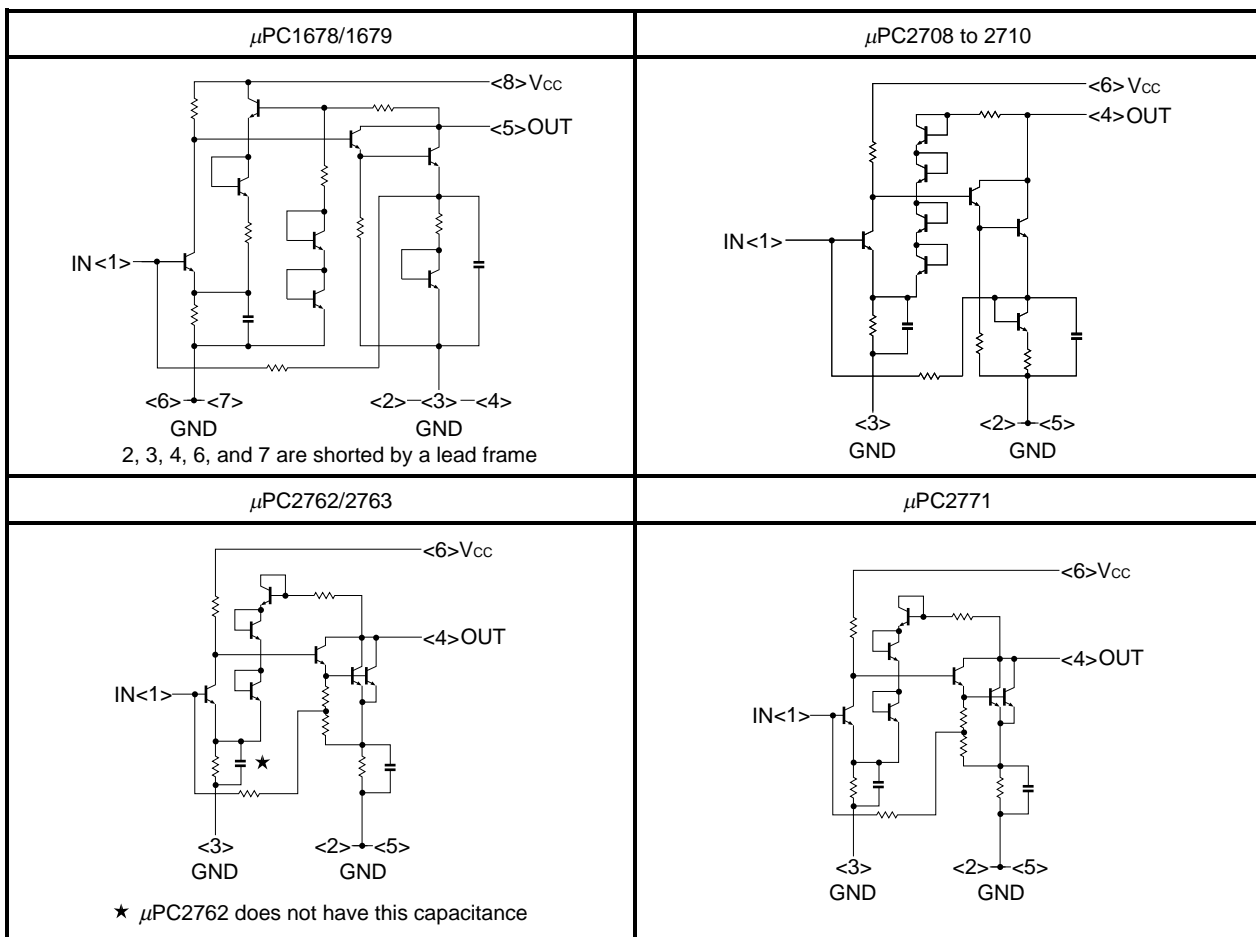 μPC1678/1679
<8>Vcc
<5>OUT
IN<1>
<6> <7>
GND
<2> <3> <4>
GND
2, 3, 4, 6, and 7 are shorted by a lead frame
μPC2708 to 2710
<6>Vcc
<4>OUT
IN<1>
<3>
GND
<2> <5>
GND
μPC2762/2763
<6>Vcc
<4>OUT
IN<1>
★
<3>
GND
<2> <5>
GND
★ μPC2762 does not have this capacitance
μPC2771
<6>Vcc
<4>OUT
IN<1>
<3>
GND
<2> <5>
GND